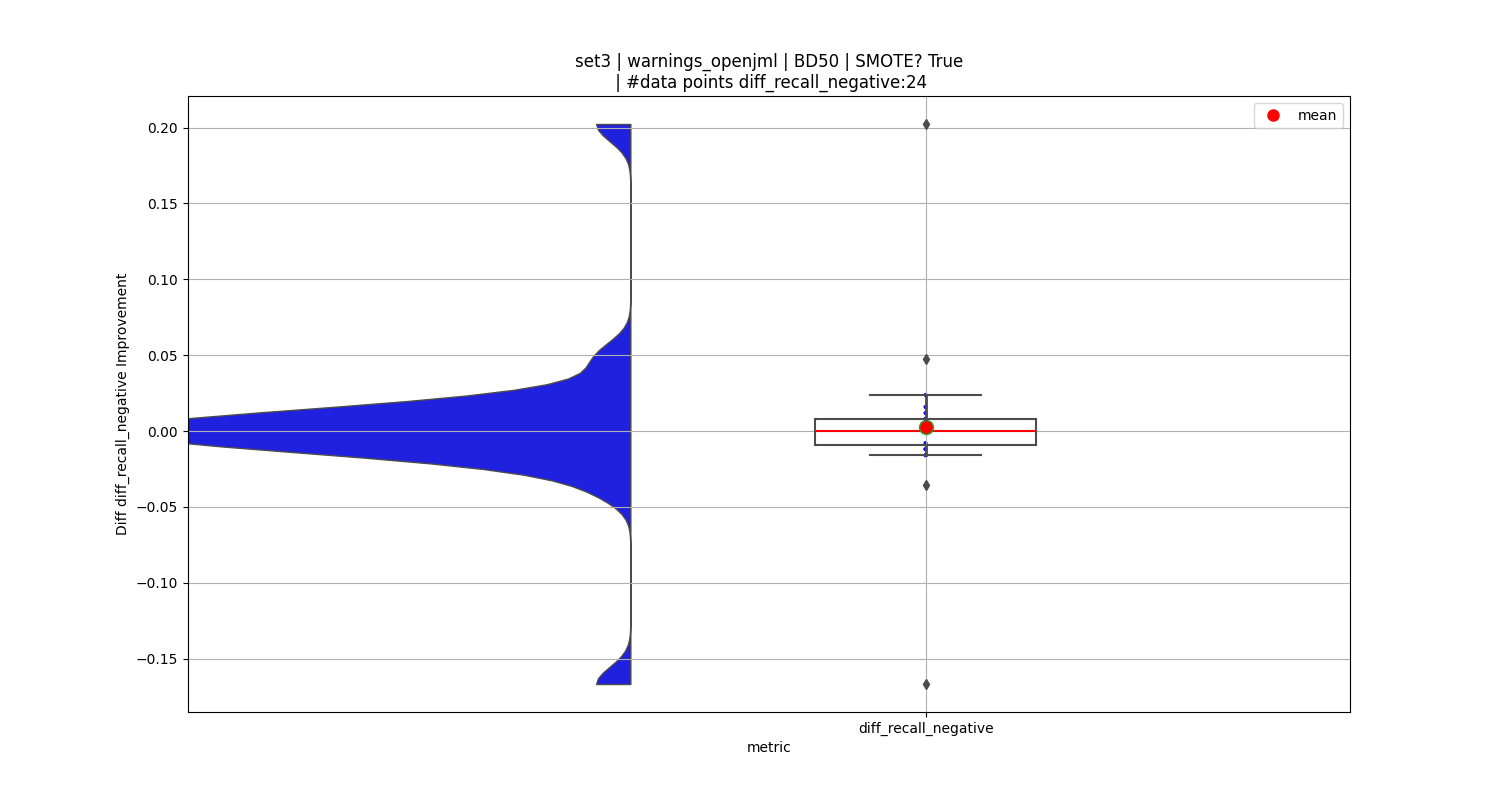 set3 | warnings_openjml | BD50 | SMOTE? True
| #data points diff_recall_negative:24
mean
0.20
0.15
0.10
0.05
0.00
−0.05
−0.10
−0.15
Diff diff_recall_negative Improvement
diff_recall_negative
metric